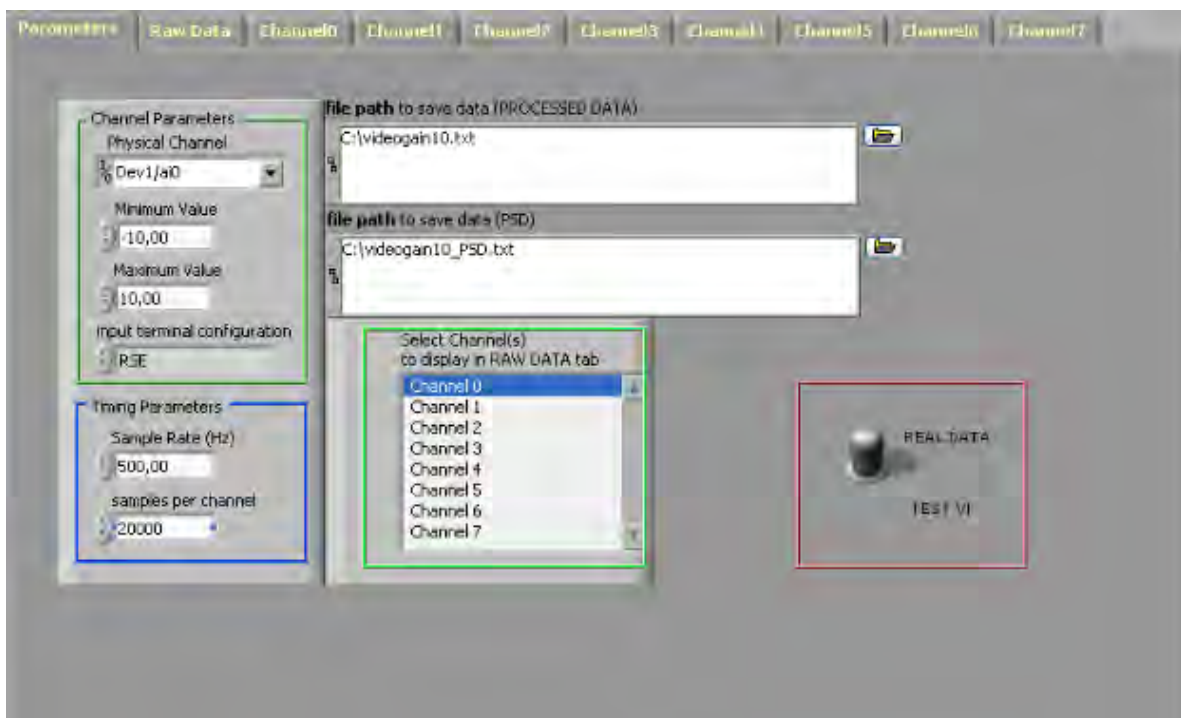 Parameters
Raw Data
Channel0
Channel1
Channel2
Channel3
Channel4
Channel5
Channel6
Channel7
Channel Parameters
Physical Channel
Dev1/ai0
Minimum Value
-10,00
Maximum Value
10,00
input terminal configuration
RSE
Timing Parameters
Sample Rate (Hz)
500,00
samples per channel
20000
file path to save data (PROCESSED DATA)
C:\videogain10.txt
file path to save data (PSD)
C:\videogain10_PSD.txt
Select Channel(s)
to display in RAW DATA tab
Channel 0
Channel 1
Channel 2
Channel 3
Channel 4
Channel 5
Channel 6
Channel 7
REAL DATA
TEST VI